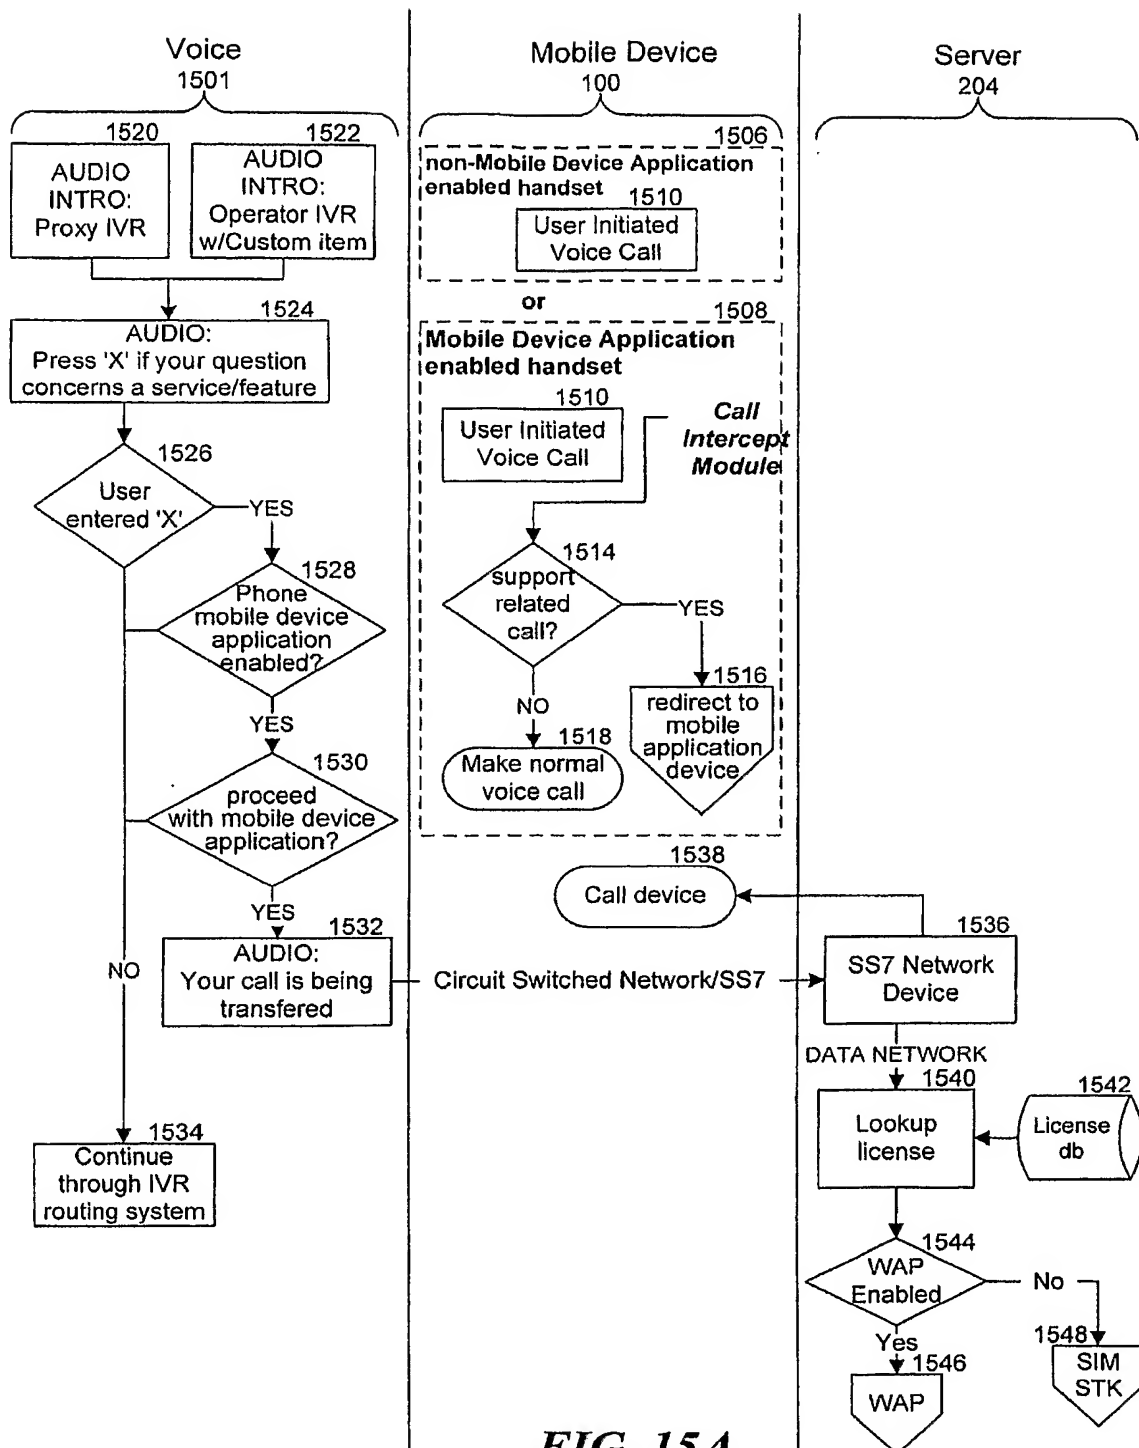 Voice
1501
1520
AUDIO
INTRO:
Proxy IVR
1522
AUDIO
INTRO:
Operator IVR
w/Custom item
1524
AUDIO:
Press 'X' if your question
concerns a service/feature
1526
User
entered 'X'
YES
1528
Phone
mobile device
application
enabled?
YES
1530
proceed
with mobile device
application?
YES
1532
AUDIO:
Your call is being
transfered
NO
1534
Continue
through IVR
routing system
Mobile Device
100
1506
non-Mobile Device Application
enabled handset
1510
User Initiated
Voice Call
or
1508
Mobile Device Application
enabled handset
1510
User Initiated
Voice Call
Call
Intercept
Module
1514
support
related
call?
YES
NO
1516
redirect to
mobile
application
device
1518
Make normal
voice call
1538
Call device
Circuit Switched Network/SS7
Server
204
1536
SS7 Network
Device
DATA NETWORK
1540
Lookup
license
1542
License
db
1544
WAP
Enabled
No
Yes
1546
WAP
1548
SIM
STK
FIG. 15A